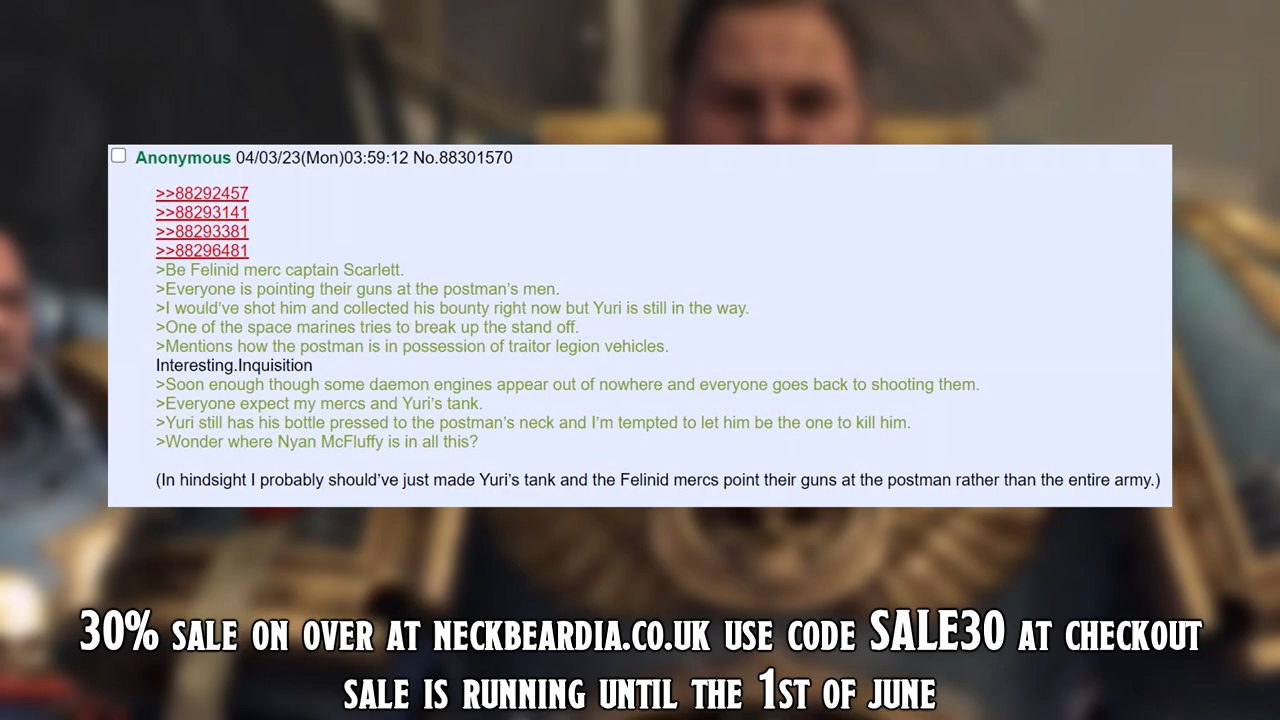 Anonymous 04/03/23(Mon)03:59:12 No.88301570
>>88292457
>>88293141
>>88293381
>>88296481
>Be Felinid merc captain Scarlett.
>Everyone is pointing their guns at the postman's men.
>I would've shot him and collected his bounty right now but Yuri is still in the way.
>One of the space marines tries to break up the stand off.
>Mentions how the postman is in possession of traitor legion vehicles.
Interesting.Inquisition
>Soon enough though some daemon engines appear out of nowhere and everyone goes back to shooting them.
>Everyone expect my mercs and Yuri's tank.
>Yuri still has his bottle pressed to the postman's neck and I'm tempted to let him be the one to kill him.
>Wonder where Nyan McFluffy is in all this?
(In hindsight I probably should've just made Yuri's tank and the Felinid mercs point their guns at the postman rather than the entire army.)
30% SALE ON OVER AT NECKBEARDIA.CO.UK USE CODE SALE30 AT CHECKOUT
SALE IS RUNNING UNTIL THE 1ST OF JUNE